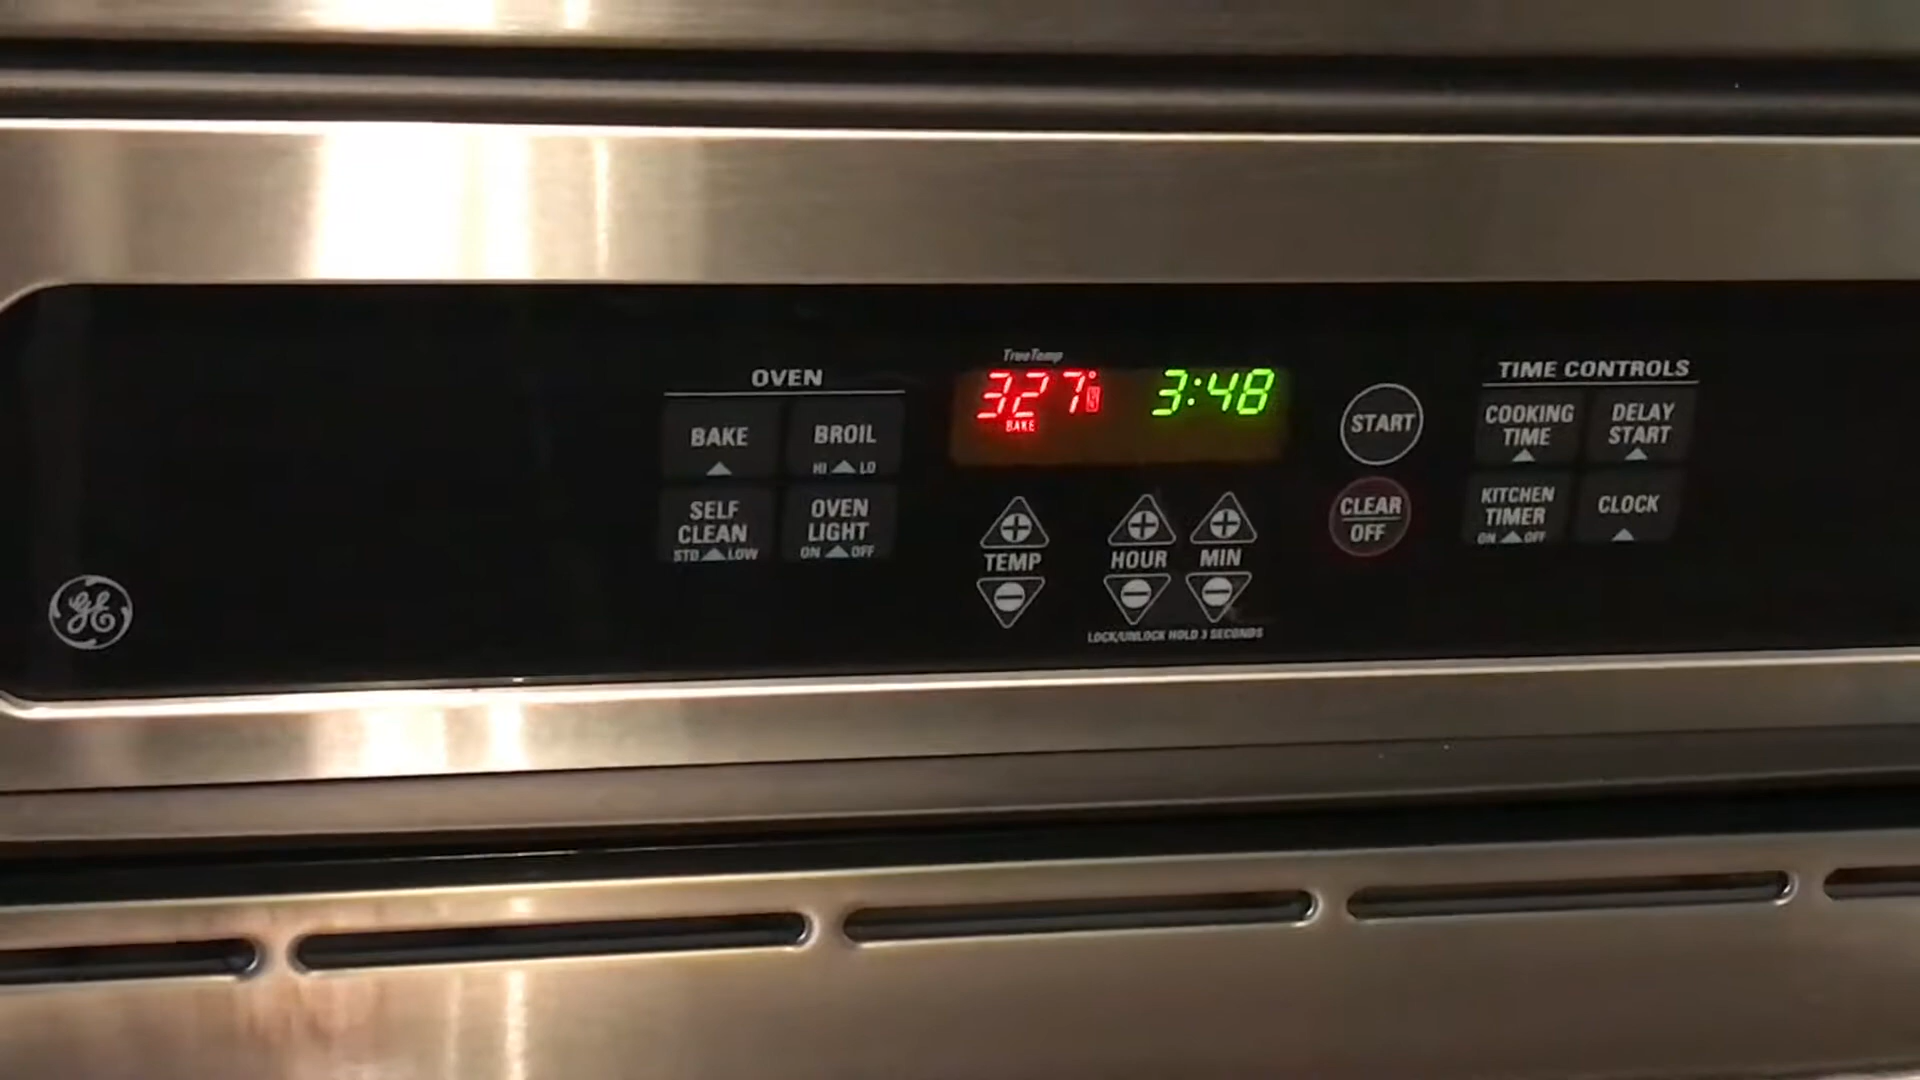 TrueTemp
327°
BAKE
3:48
OVEN
BAKE
BROIL
HI LO
SELF
CLEAN
STD LOW
OVEN
LIGHT
ON OFF
TEMP
HOUR
MIN
LOCK/UNLOCK HOLD 3 SECONDS
START
CLEAR
OFF
TIME CONTROLS
COOKING
TIME
DELAY
START
KITCHEN
TIMER
ON OFF
CLOCK
GE